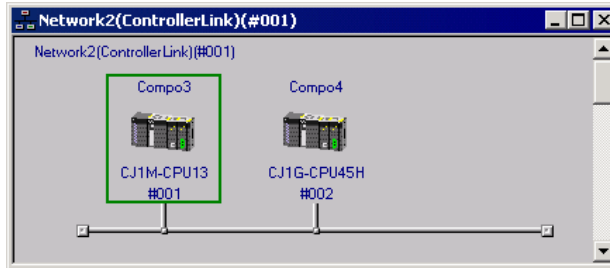 Network2(ControllerLink)(#001)
Network2(ControllerLink)(#001)
Compo3 Compo4
CJ1M-CPU13 CJ1G-CPU45H
#001 #002